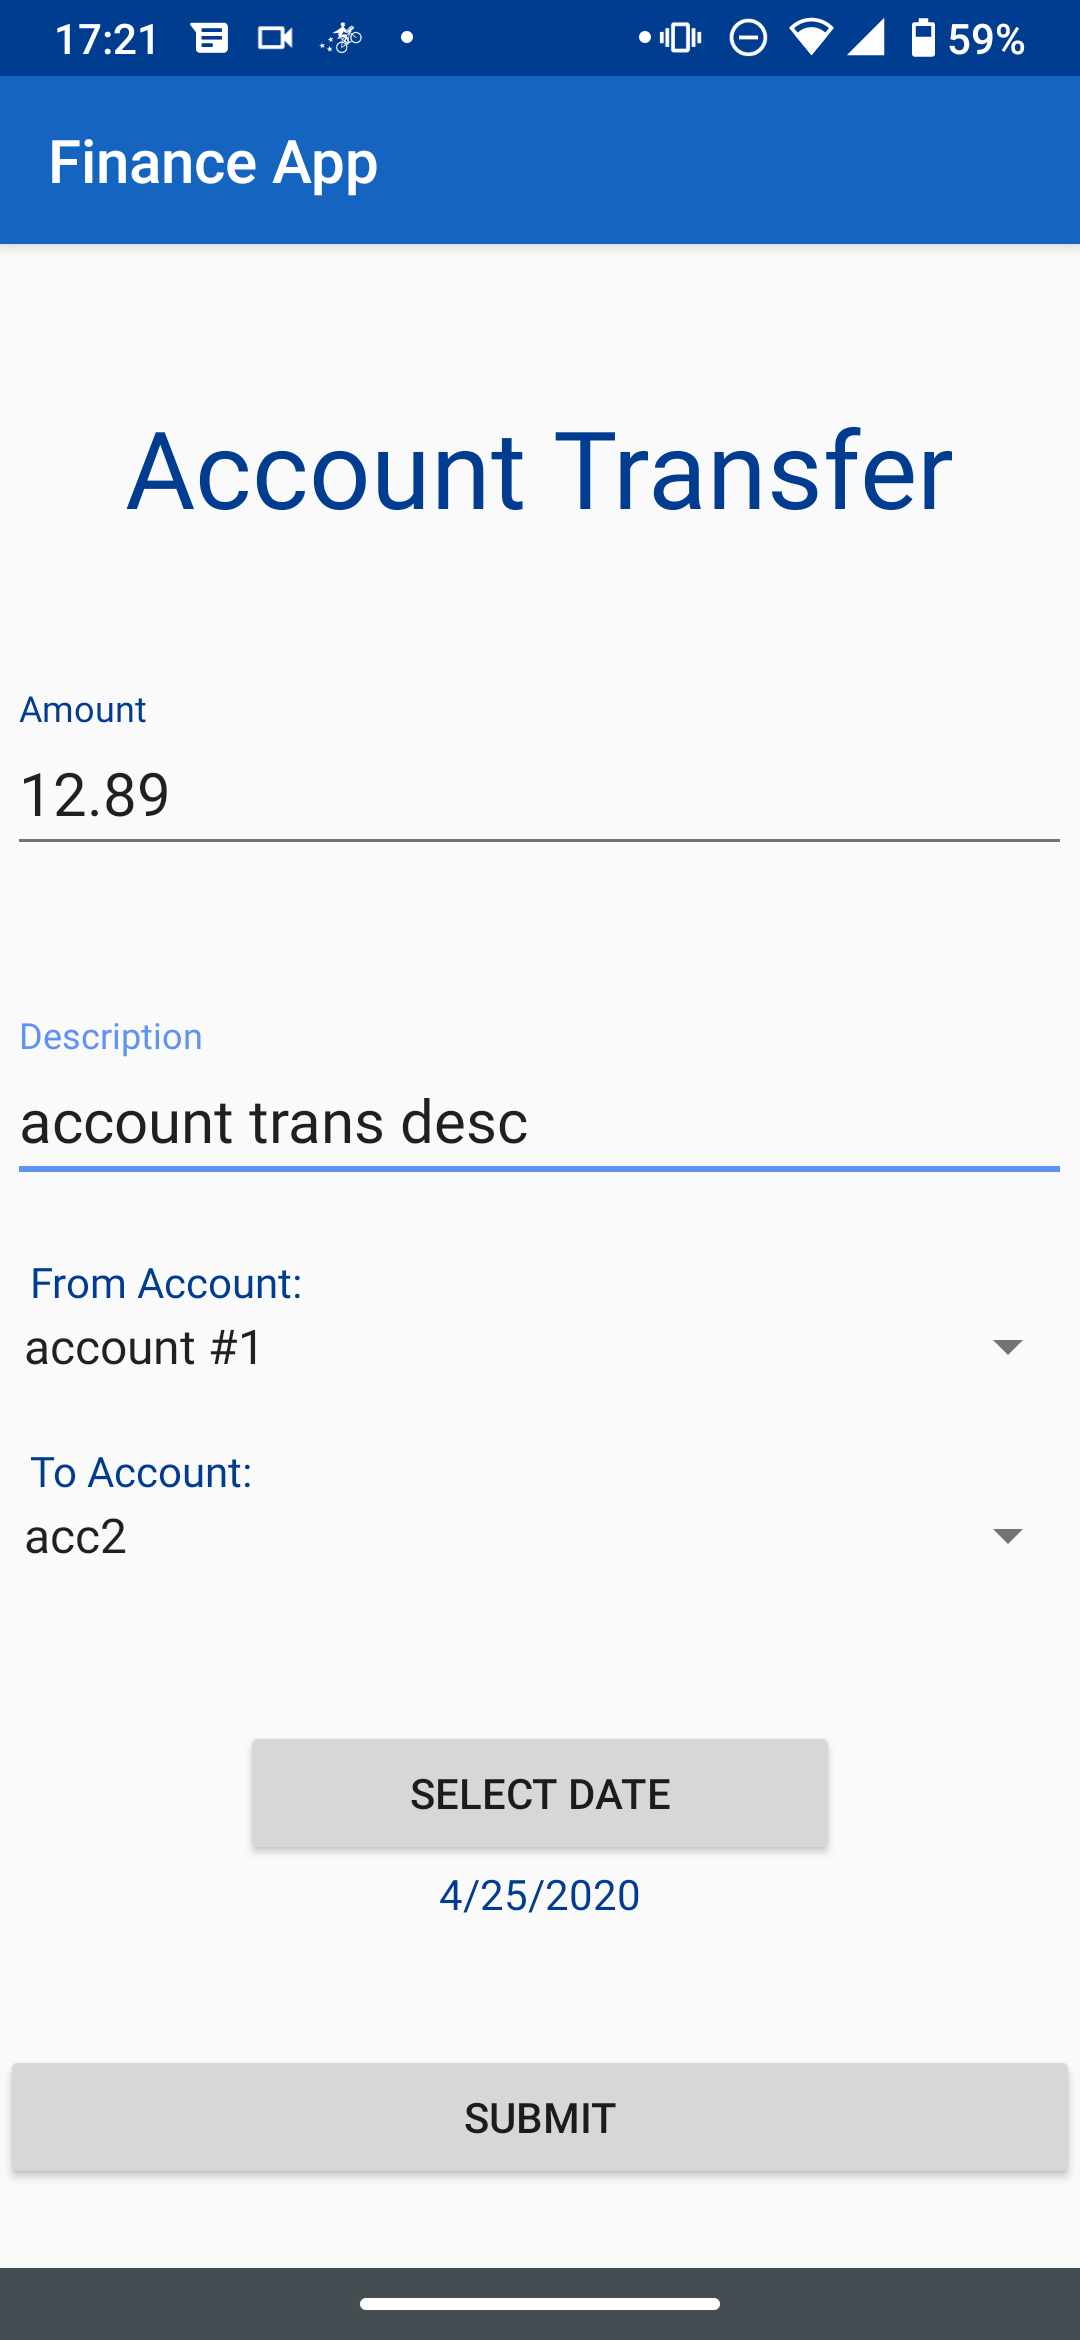 17:21 59%
Finance App
Account Transfer
Amount
12.89
Description
account trans desc
From Account:
account #1
To Account:
acc2
SELECT DATE
4/25/2020
SUBMIT